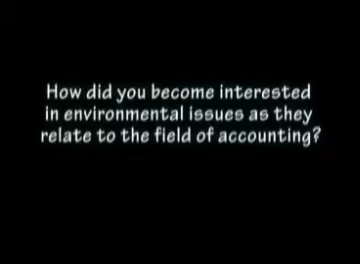 How did you become interested
in environmental issues as they
relate to the field of accounting?